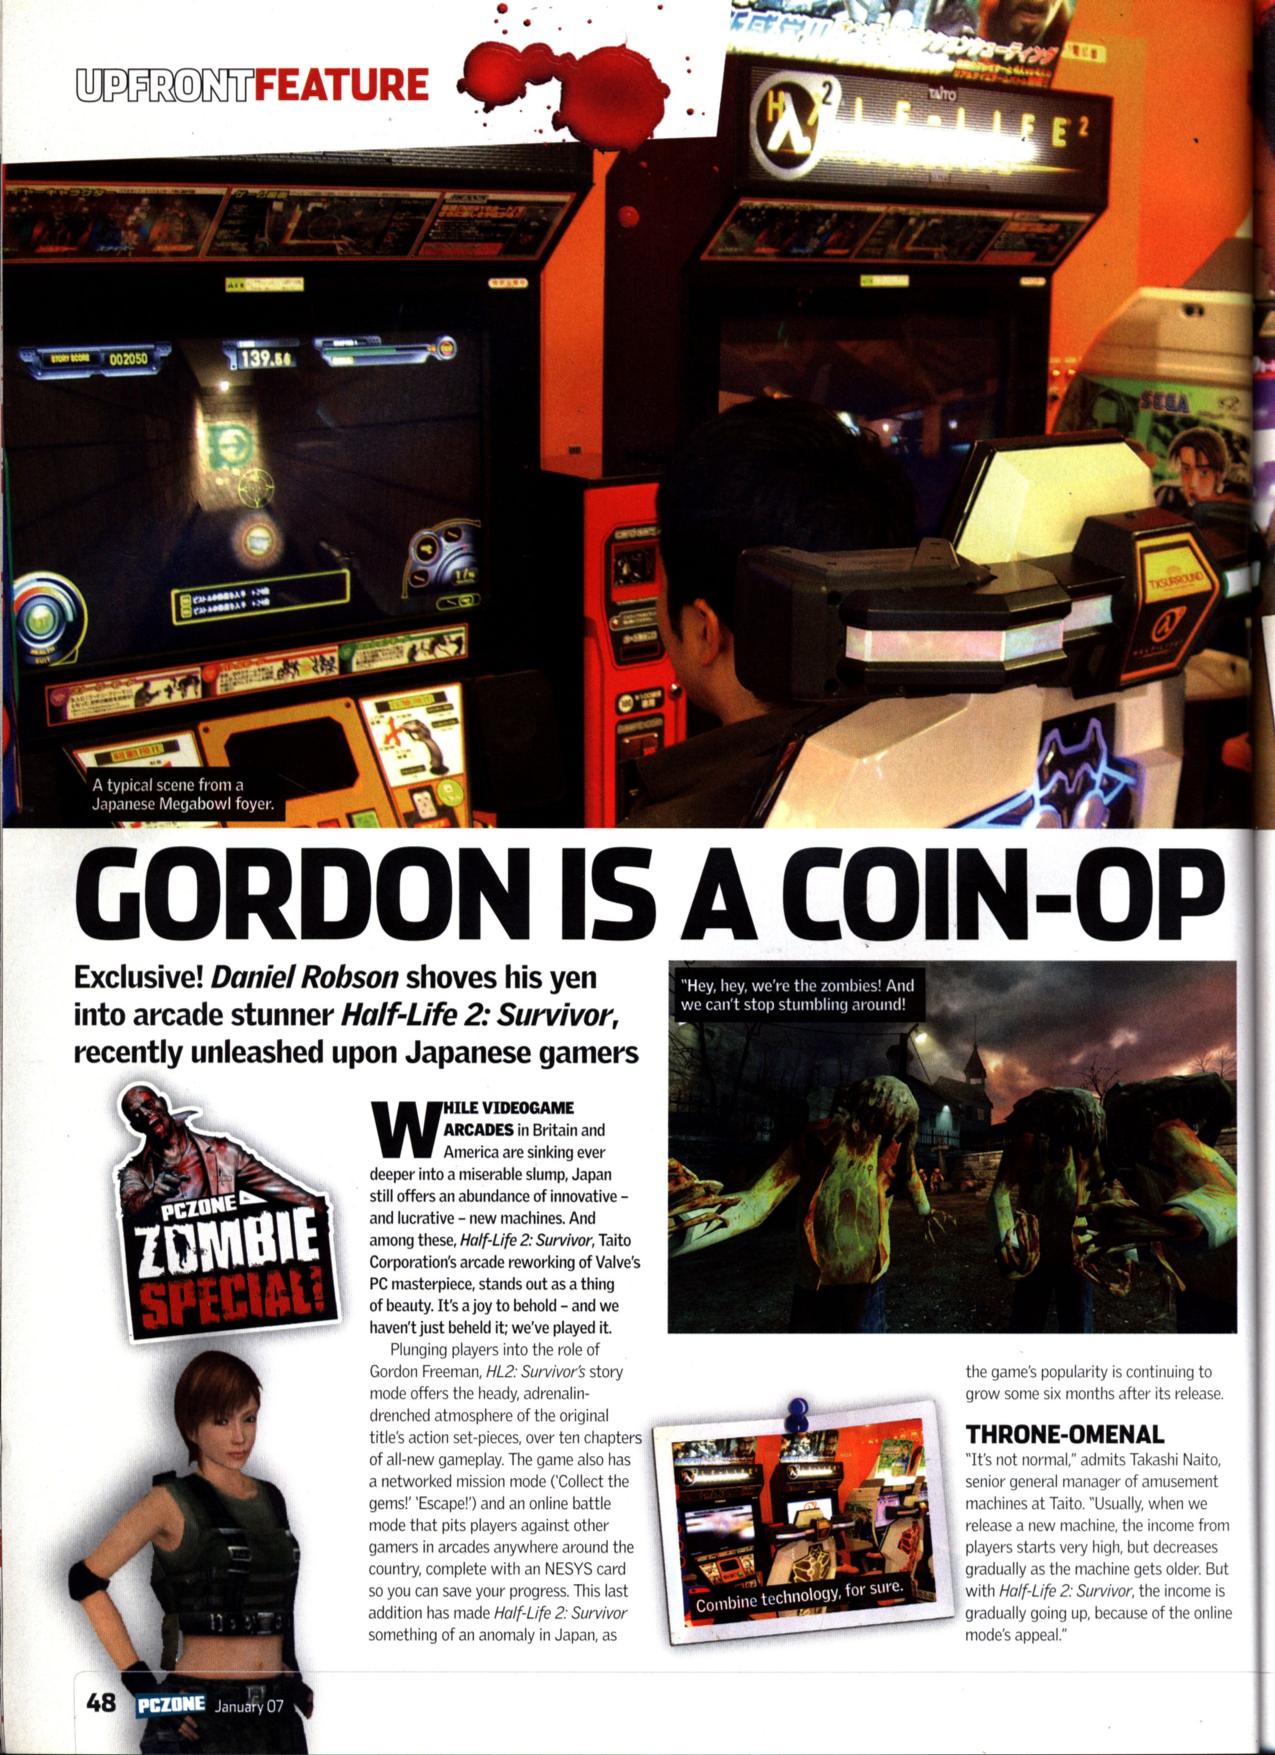 UPFRONTFEATURE
TAITO
HALF-LIFE 2
STORY SCORE 002050
139.54
HEALTH
SUIT
SEGA
TXSURROUND
HALF-LIFE 2
A typical scene from a
Japanese Megabowl foyer.
GORDON IS A COIN-OP
Exclusive! Daniel Robson shoves his yen
into arcade stunner Half-Life 2: Survivor,
recently unleashed upon Japanese gamers
"Hey, hey, we're the zombies! And
we can't stop stumbling around!
PCZONE
ZOMBIE
SPECIAL!
WHILE VIDEOGAME
ARCADES in Britain and
America are sinking ever
deeper into a miserable slump, Japan
still offers an abundance of innovative –
and lucrative – new machines. And
among these, Half-Life 2: Survivor, Taito
Corporation's arcade reworking of Valve's
PC masterpiece, stands out as a thing
of beauty. It's a joy to behold – and we
haven't just beheld it; we've played it.
Plunging players into the role of
Gordon Freeman, HL2: Survivor's story
mode offers the heady, adrenalin-
drenched atmosphere of the original
title's action set-pieces, over ten chapters
of all-new gameplay. The game also has
a networked mission mode ('Collect the
gems!' 'Escape!') and an online battle
mode that pits players against other
gamers in arcades anywhere around the
country, complete with an NESYS card
so you can save your progress. This last
addition has made Half-Life 2: Survivor
something of an anomaly in Japan, as
Combine technology, for sure.
the game's popularity is continuing to
grow some six months after its release.
THRONE-OMENAL
"It's not normal," admits Takashi Naito,
senior general manager of amusement
machines at Taito. "Usually, when we
release a new machine, the income from
players starts very high, but decreases
gradually as the machine gets older. But
with Half-Life 2: Survivor, the income is
gradually going up, because of the online
mode's appeal."
48 PCZONE January 07